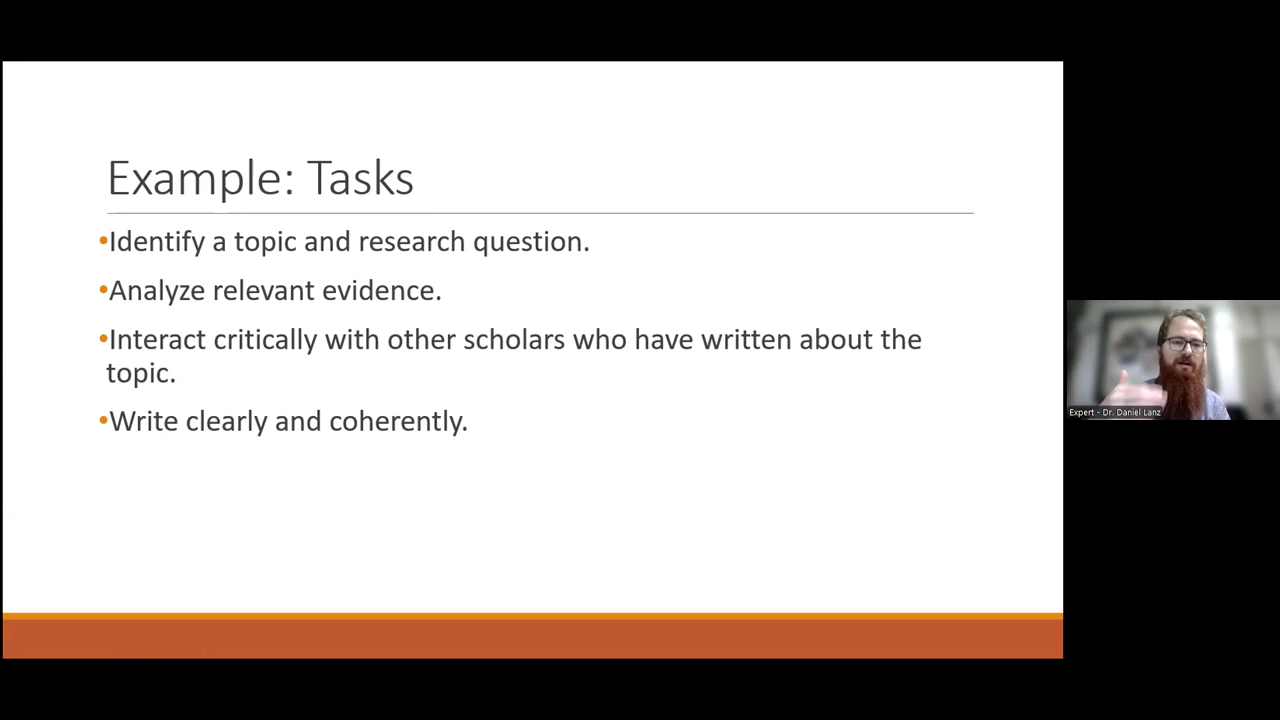 Example: Tasks
•Identify a topic and research question.
•Analyze relevant evidence.
•Interact critically with other scholars who have written about the
topic.
•Write clearly and coherently.
Expert - Dr. Daniel Lanz